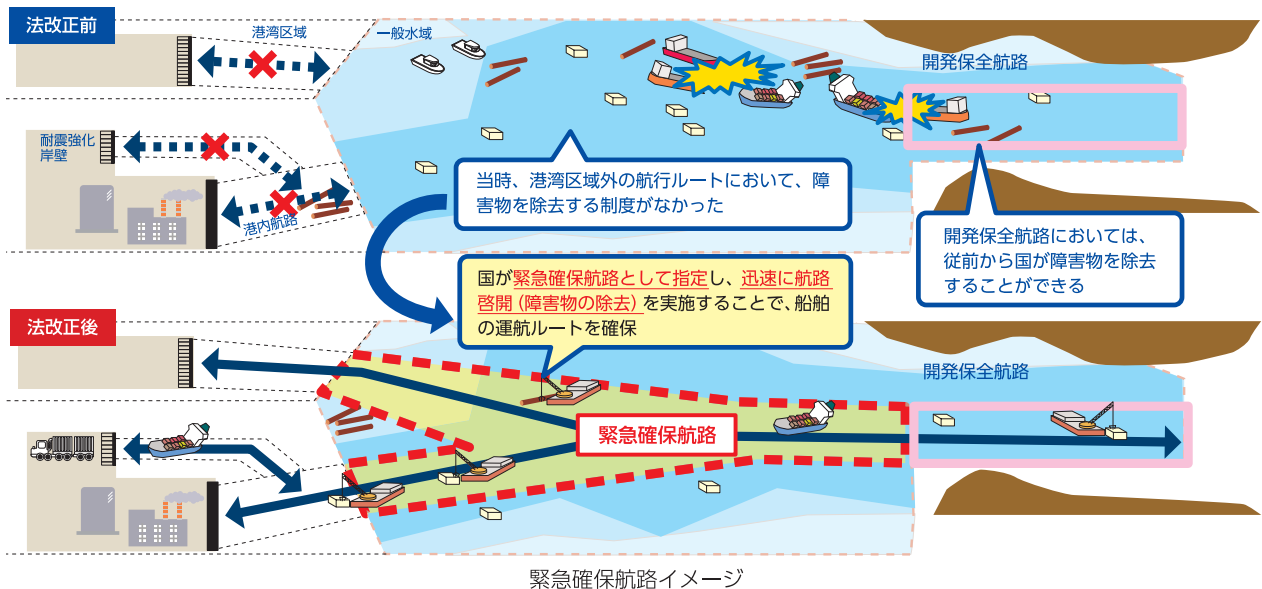 法改正前
港湾区域
一般水域
開発保全航路
耐震強化
岸壁
港内航路
当時、港湾区域外の航行ルートにおいて、障
害物を除去する制度がなかった
開発保全航路においては、
従前から国が障害物を除去
することができる
国が緊急確保航路として指定し、迅速に航路
啓開（障害物の除去）を実施することで、船舶
の運航ルートを確保
法改正後
開発保全航路
緊急確保航路
緊急確保航路イメージ